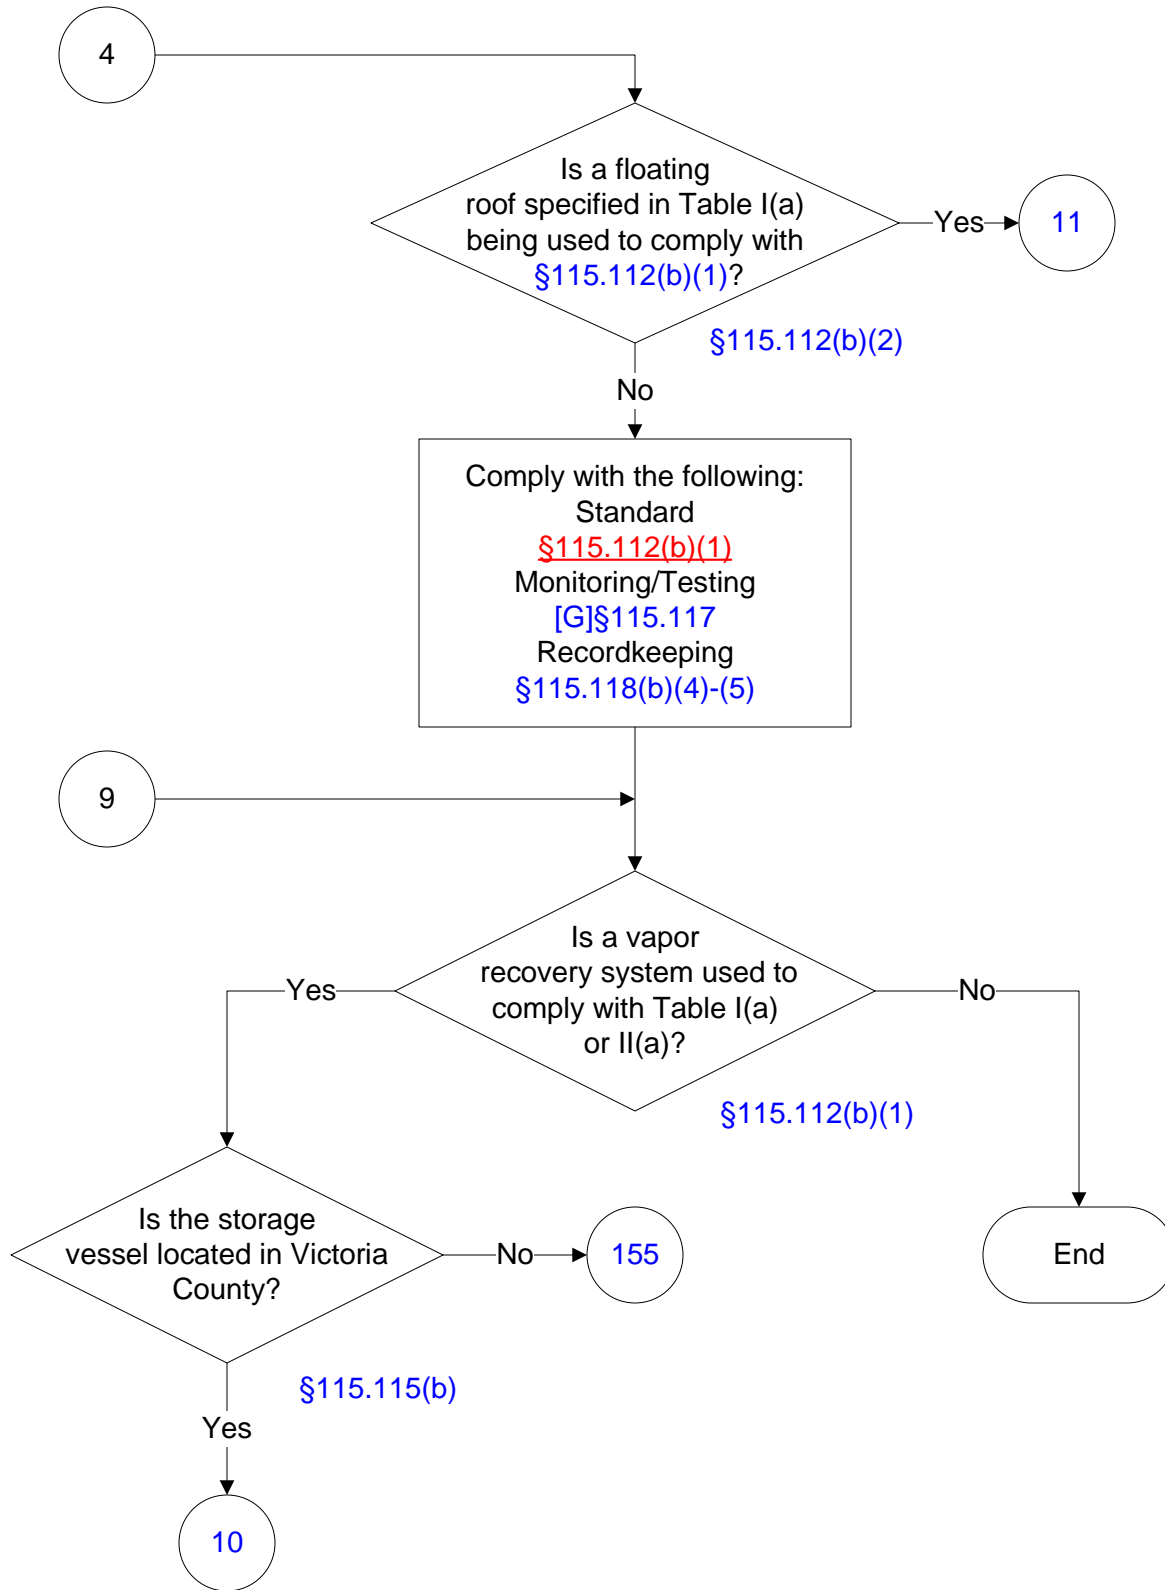 4
Is a floating
roof specified in Table I(a)
being used to comply with
§115.112(b)(1)?
Yes
11
§115.112(b)(2)
No
Comply with the following:
Standard
§115.112(b)(1)
Monitoring/Testing
[G]§115.117
Recordkeeping
§115.118(b)(4)-(5)
9
Is a vapor
recovery system used to
comply with Table I(a)
or II(a)?
Yes
No
§115.112(b)(1)
Is the storage
vessel located in Victoria
County?
No
155
End
§115.115(b)
Yes
10